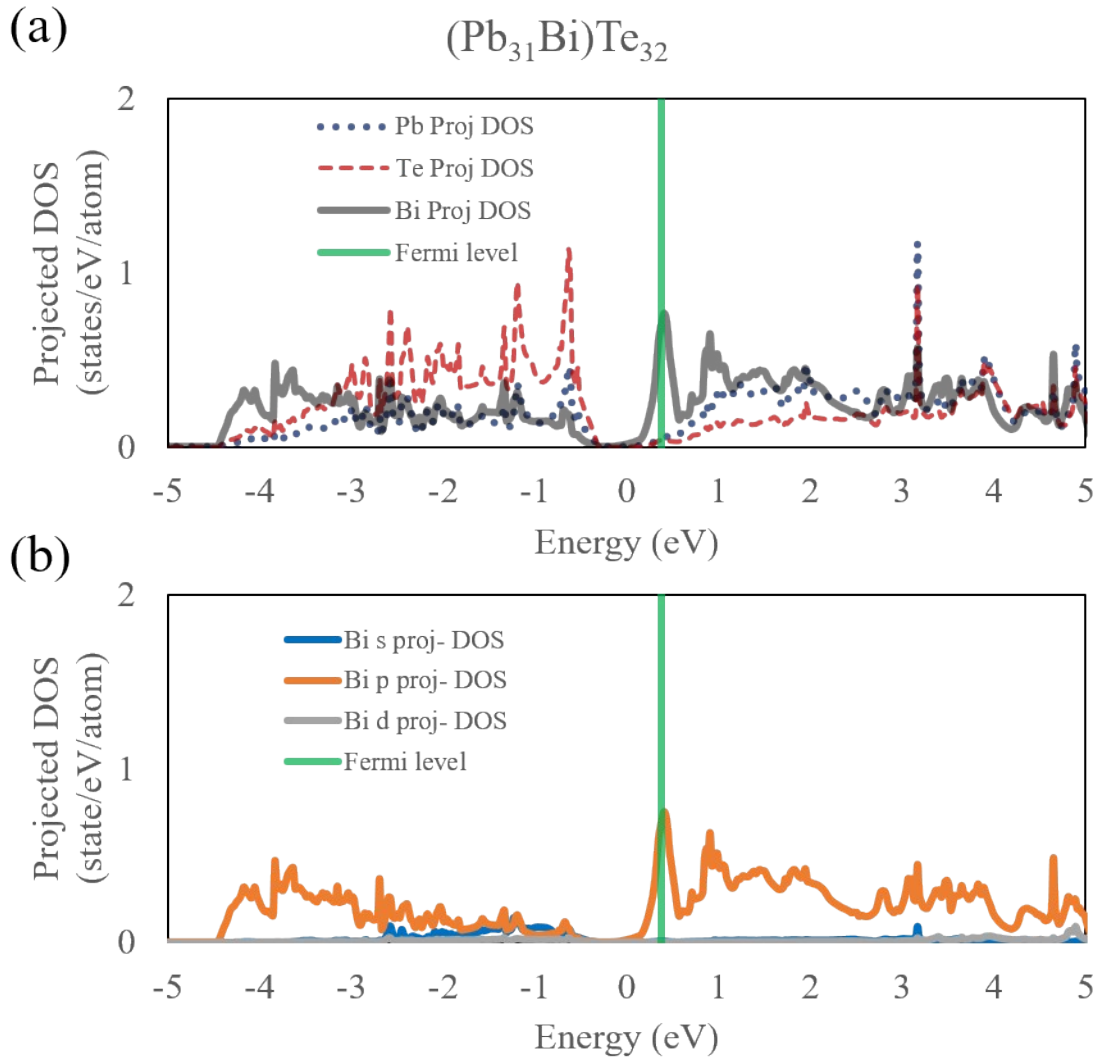 (a)
(Pb₃₁Bi)Te₃₂
Projected DOS
(states/eV/atom)
2
1
0
Pb Proj DOS
Te Proj DOS
Bi Proj DOS
Fermi level
-5 -4 -3 -2 -1 0 1 2 3 4 5
Energy (eV)
(b)
Projected DOS
(state/eV/atom)
2
1
0
Bi s proj- DOS
Bi p proj- DOS
Bi d proj- DOS
Fermi level
-5 -4 -3 -2 -1 0 1 2 3 4 5
Energy (eV)